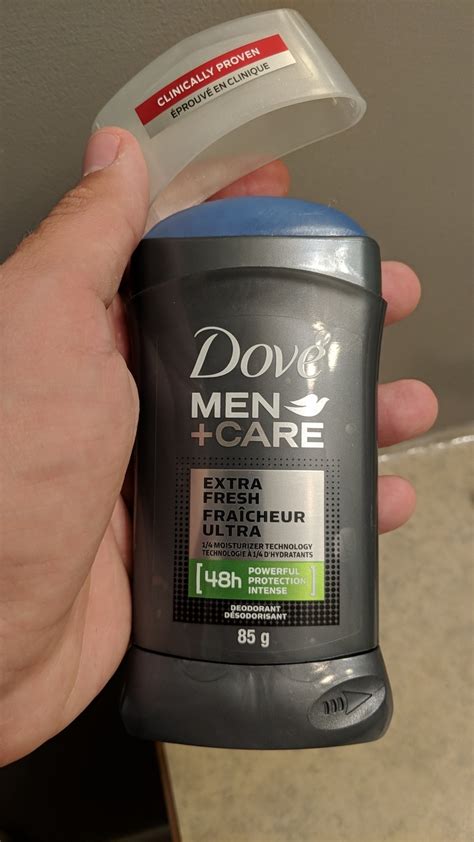 CLINICALLY PROVEN
ÉPROUVÉ EN CLINIQUE
Dove
MEN
+CARE
EXTRA
FRESH
FRAÎCHEUR
ULTRA
1/4 MOISTURIZER TECHNOLOGY
TECHNOLOGIE À 1/4 D'HYDRATANTS
[48h POWERFUL
PROTECTION
INTENSE]
DEODORANT
DÉSODORISANT
85 g